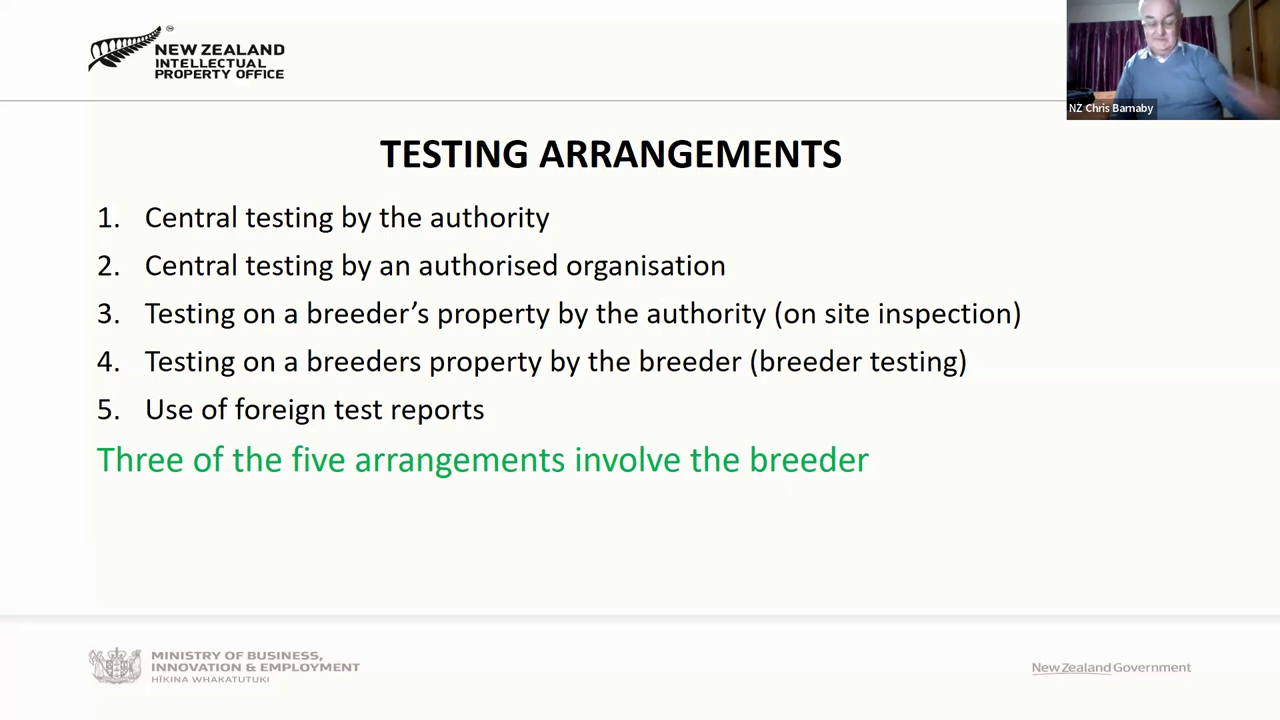 NEW ZEALAND
INTELLECTUAL
PROPERTY OFFICE
NZ Chris Barnaby
TESTING ARRANGEMENTS
1. Central testing by the authority
2. Central testing by an authorised organisation
3. Testing on a breeder’s property by the authority (on site inspection)
4. Testing on a breeders property by the breeder (breeder testing)
5. Use of foreign test reports
Three of the five arrangements involve the breeder
MINISTRY OF BUSINESS,
INNOVATION & EMPLOYMENT
HĪKINA WHAKATUTUKI
New Zealand Government